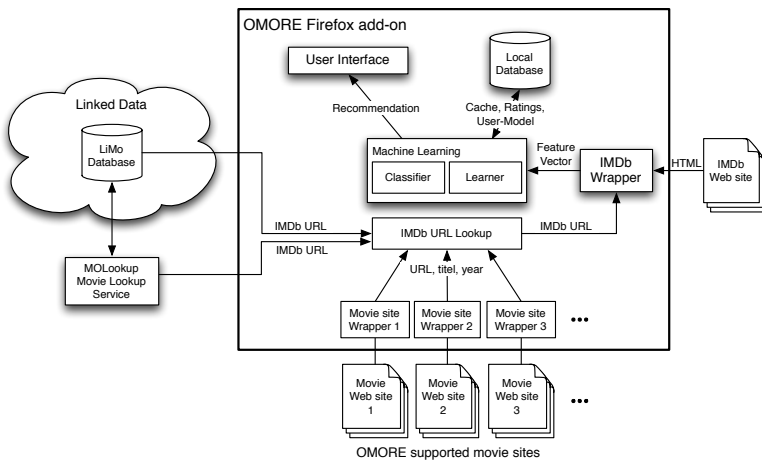 OMORE Firefox add-on
User Interface
Local
Database
Linked Data
LiMo
Database
Recommendation
Cache, Ratings,
User-Model
Machine Learning
Classifier
Learner
Feature
Vector
IMDb
Wrapper
HTML
IMDb
Web site
IMDb URL
IMDb URL
IMDb URL Lookup
IMDb URL
MOLookup
Movie Lookup
Service
URL, titel, year
Movie site
Wrapper 1
Movie site
Wrapper 2
Movie site
Wrapper 3
...
Movie
Web site
1
Movie
Web site
2
Movie
Web site
3
...
OMORE supported movie sites